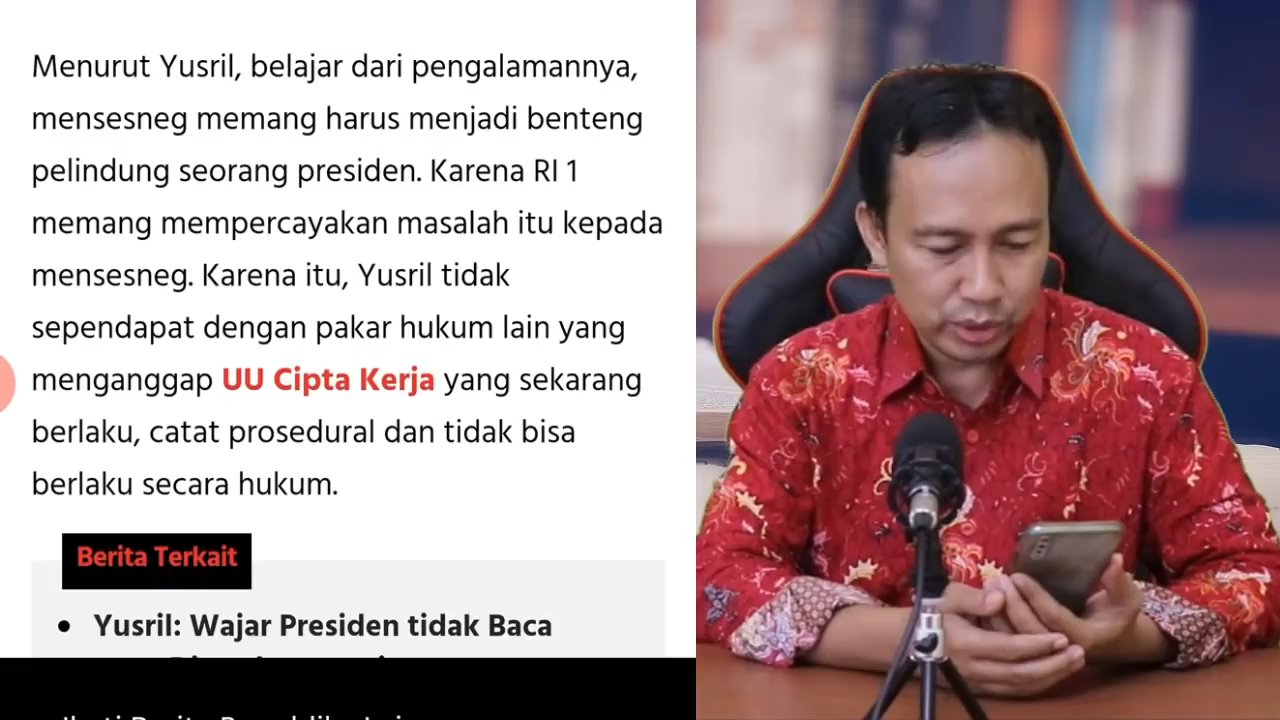 Menurut Yusril, belajar dari pengalamannya,
mensesneg memang harus menjadi benteng
pelindung seorang presiden. Karena RI 1
memang mempercayakan masalah itu kepada
mensesneg. Karena itu, Yusril tidak
sependapat dengan pakar hukum lain yang
menganggap UU Cipta Kerja yang sekarang
berlaku, catat prosedural dan tidak bisa
berlaku secara hukum.
Berita Terkait
• Yusril: Wajar Presiden tidak Baca